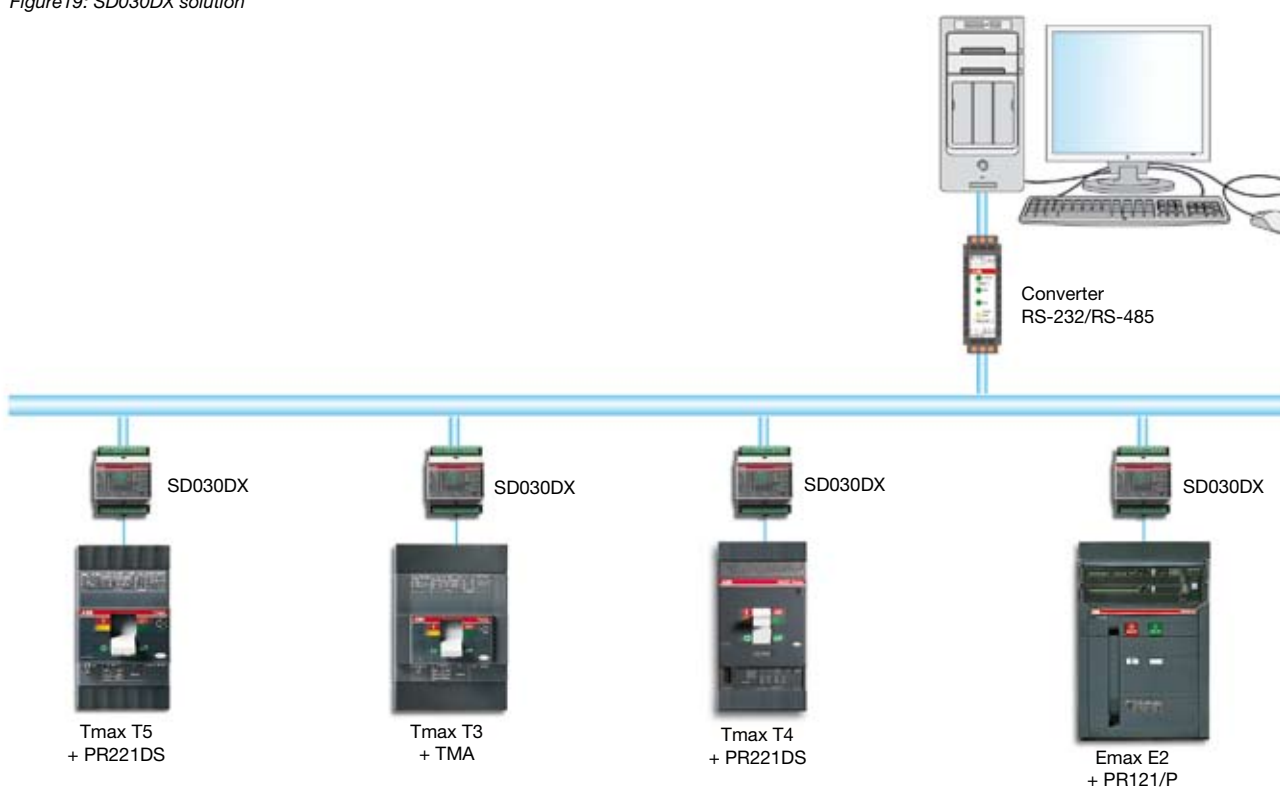 Figure19: SD030DX solution
Converter
RS-232/RS-485
SD030DX
SD030DX
SD030DX
SD030DX
Tmax T5
+ PR221DS
Tmax T3
+ TMA
Tmax T4
+ PR221DS
Emax E2
+ PR121/P